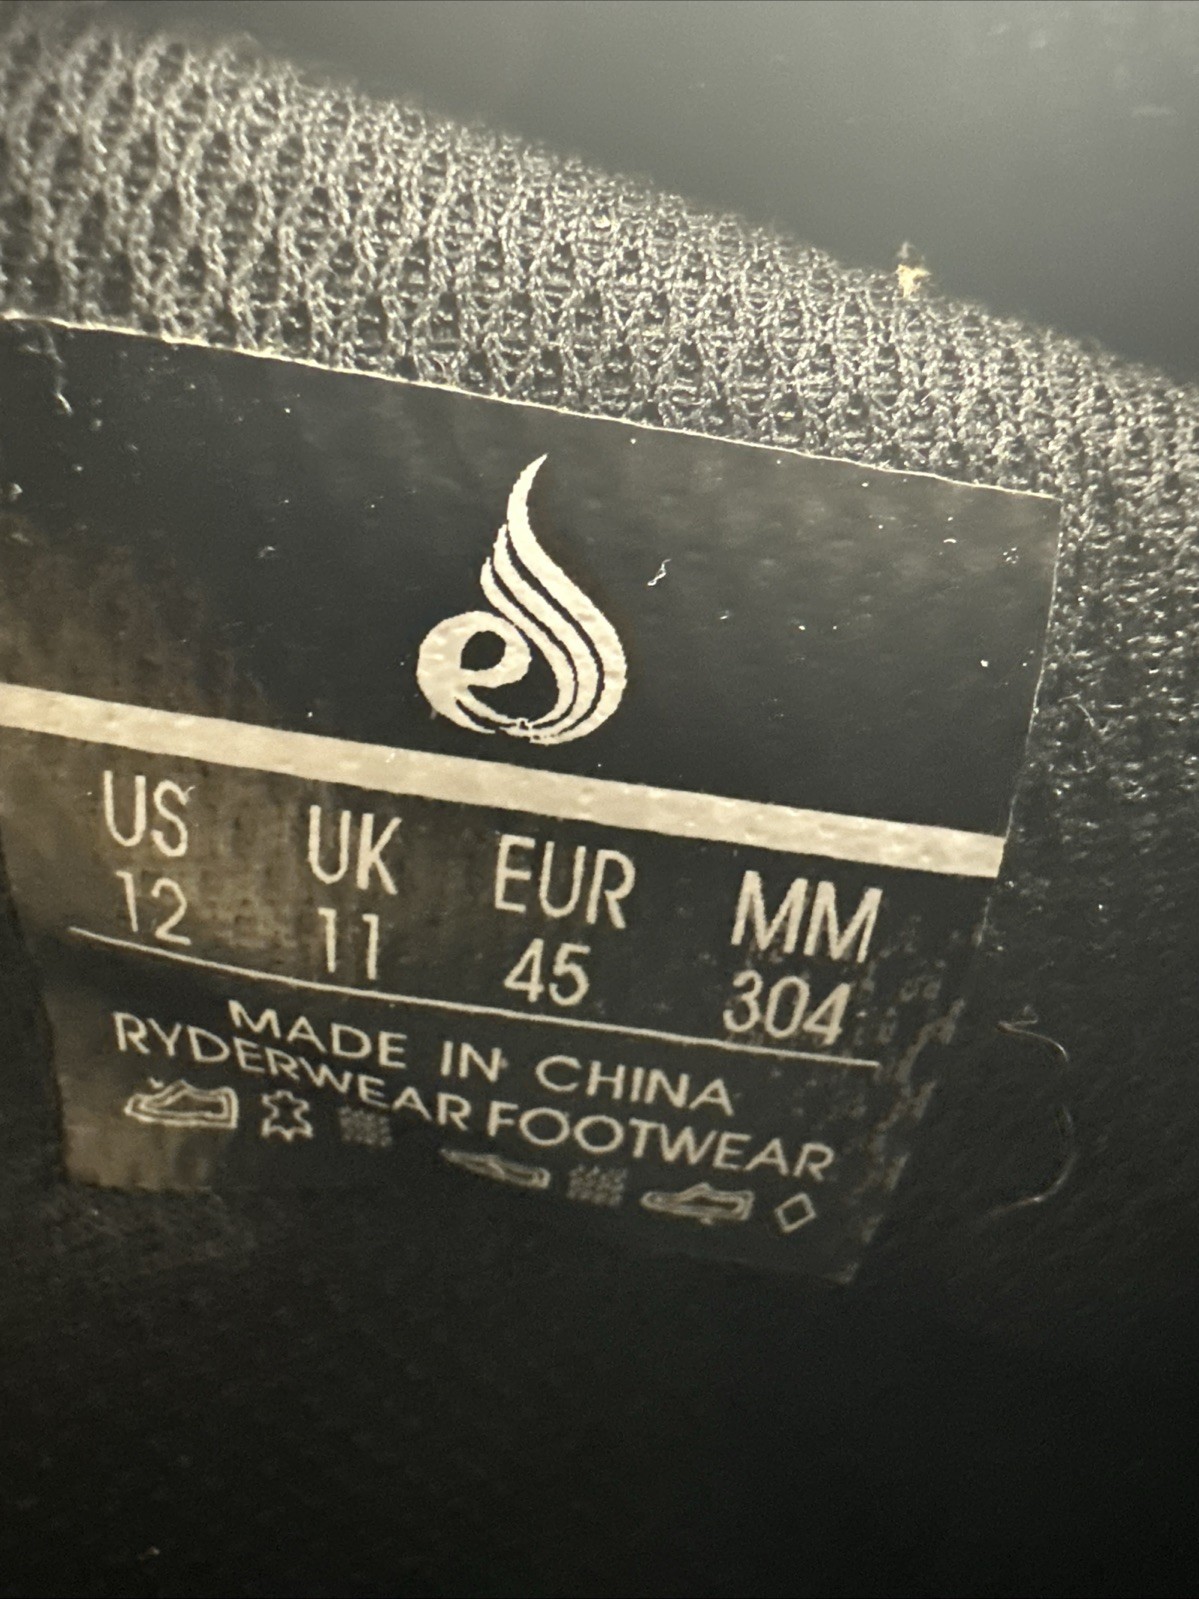 US UK EUR MM
12 11 45 304
MADE IN CHINA
RYDERWEAR FOOTWEAR